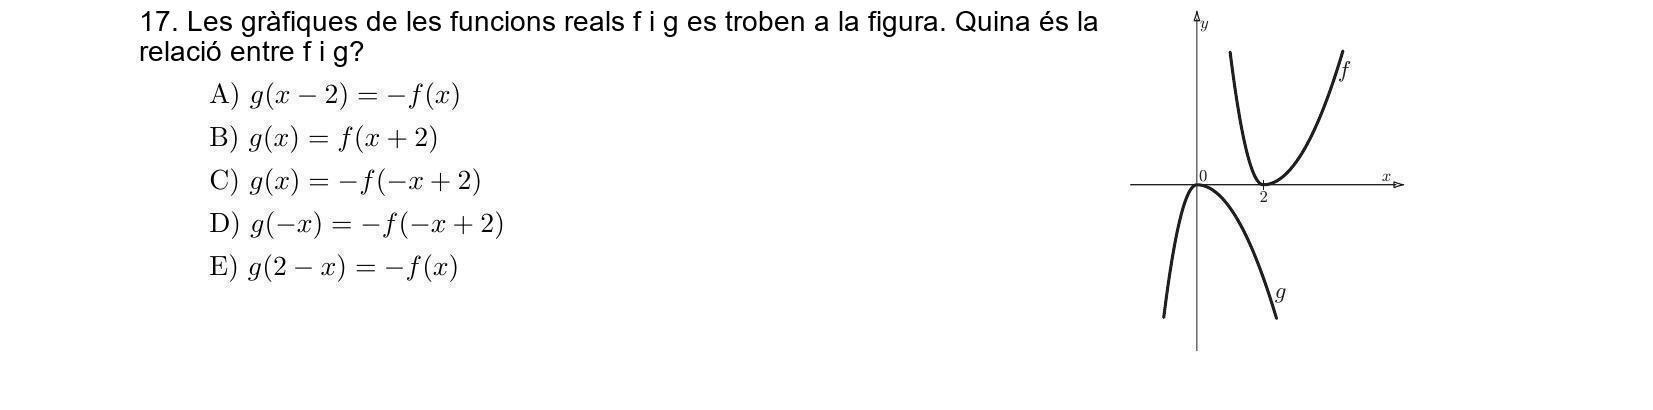 17. Les gràfiques de les funcions reals f i g es troben a la figura. Quina és la
relació entre f i g?
A) g(x − 2) = −f(x)
B) g(x) = f(x + 2)
C) g(x) = −f(−x + 2)
D) g(−x) = −f(−x + 2)
E) g(2 − x) = −f(x)
y
f
0
x
2
g